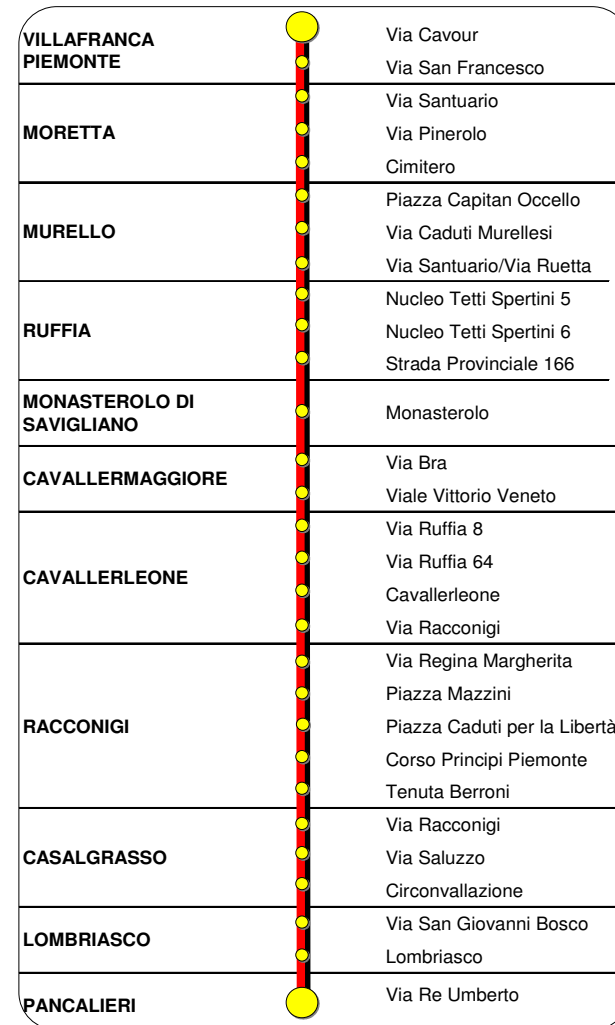 VILLAFRANCA
PIEMONTE
Via Cavour
Via San Francesco
MORETTA
Via Santuario
Via Pinerolo
Cimitero
MURELLO
Piazza Capitan Occello
Via Caduti Murellesi
Via Santuario/Via Ruetta
RUFFIA
Nucleo Tetti Spertini 5
Nucleo Tetti Spertini 6
Strada Provinciale 166
MONASTEROLO DI
SAVIGLIANO
Monasterolo
CAVALLERMAGGIORE
Via Bra
Viale Vittorio Veneto
CAVALLERLEONE
Via Ruffia 8
Via Ruffia 64
Cavallerleone
Via Racconigi
RACCONIGI
Via Regina Margherita
Piazza Mazzini
Piazza Caduti per la Libertà
Corso Principi Piemonte
Tenuta Berroni
CASALGRASSO
Via Racconigi
Via Saluzzo
Circonvallazione
LOMBRIASCO
Via San Giovanni Bosco
Lombriasco
PANCALIERI
Via Re Umberto